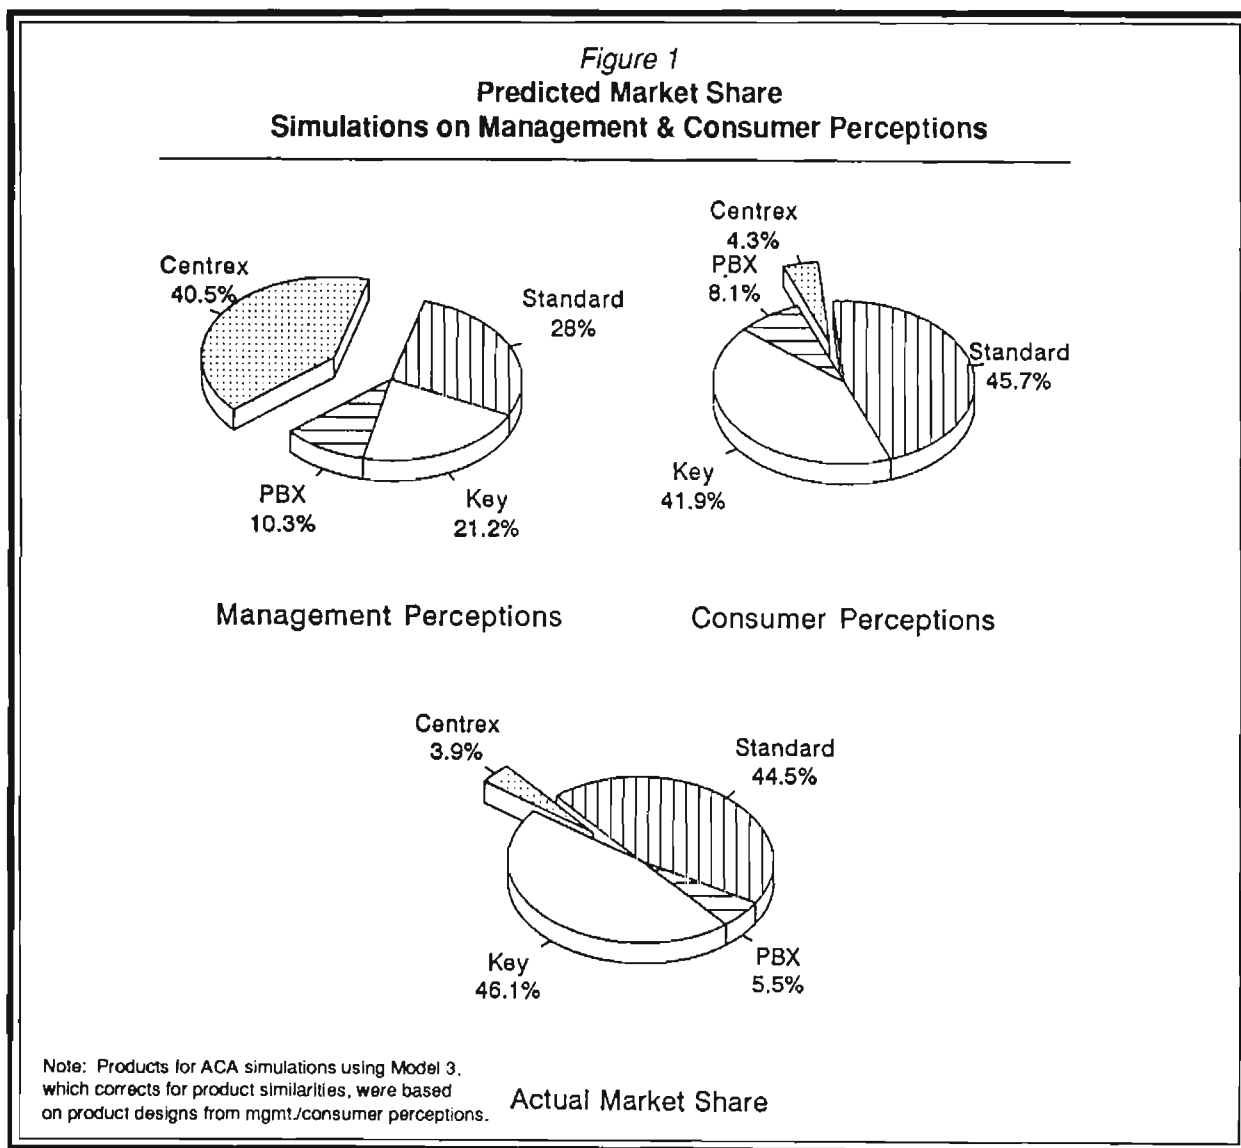 Figure 1
Predicted Market Share
Simulations on Management & Consumer Perceptions
Centrex
40.5%
Standard
28%
PBX
10.3%
Key
21.2%
Management Perceptions
Centrex
4.3%
PBX
8.1%
Standard
45.7%
Key
41.9%
Consumer Perceptions
Centrex
3.9%
Standard
44.5%
Key
46.1%
PBX
5.5%
Actual Market Share
Note: Products for ACA simulations using Model 3,
which corrects for product similarities, were based
on product designs from mgmt./consumer perceptions.